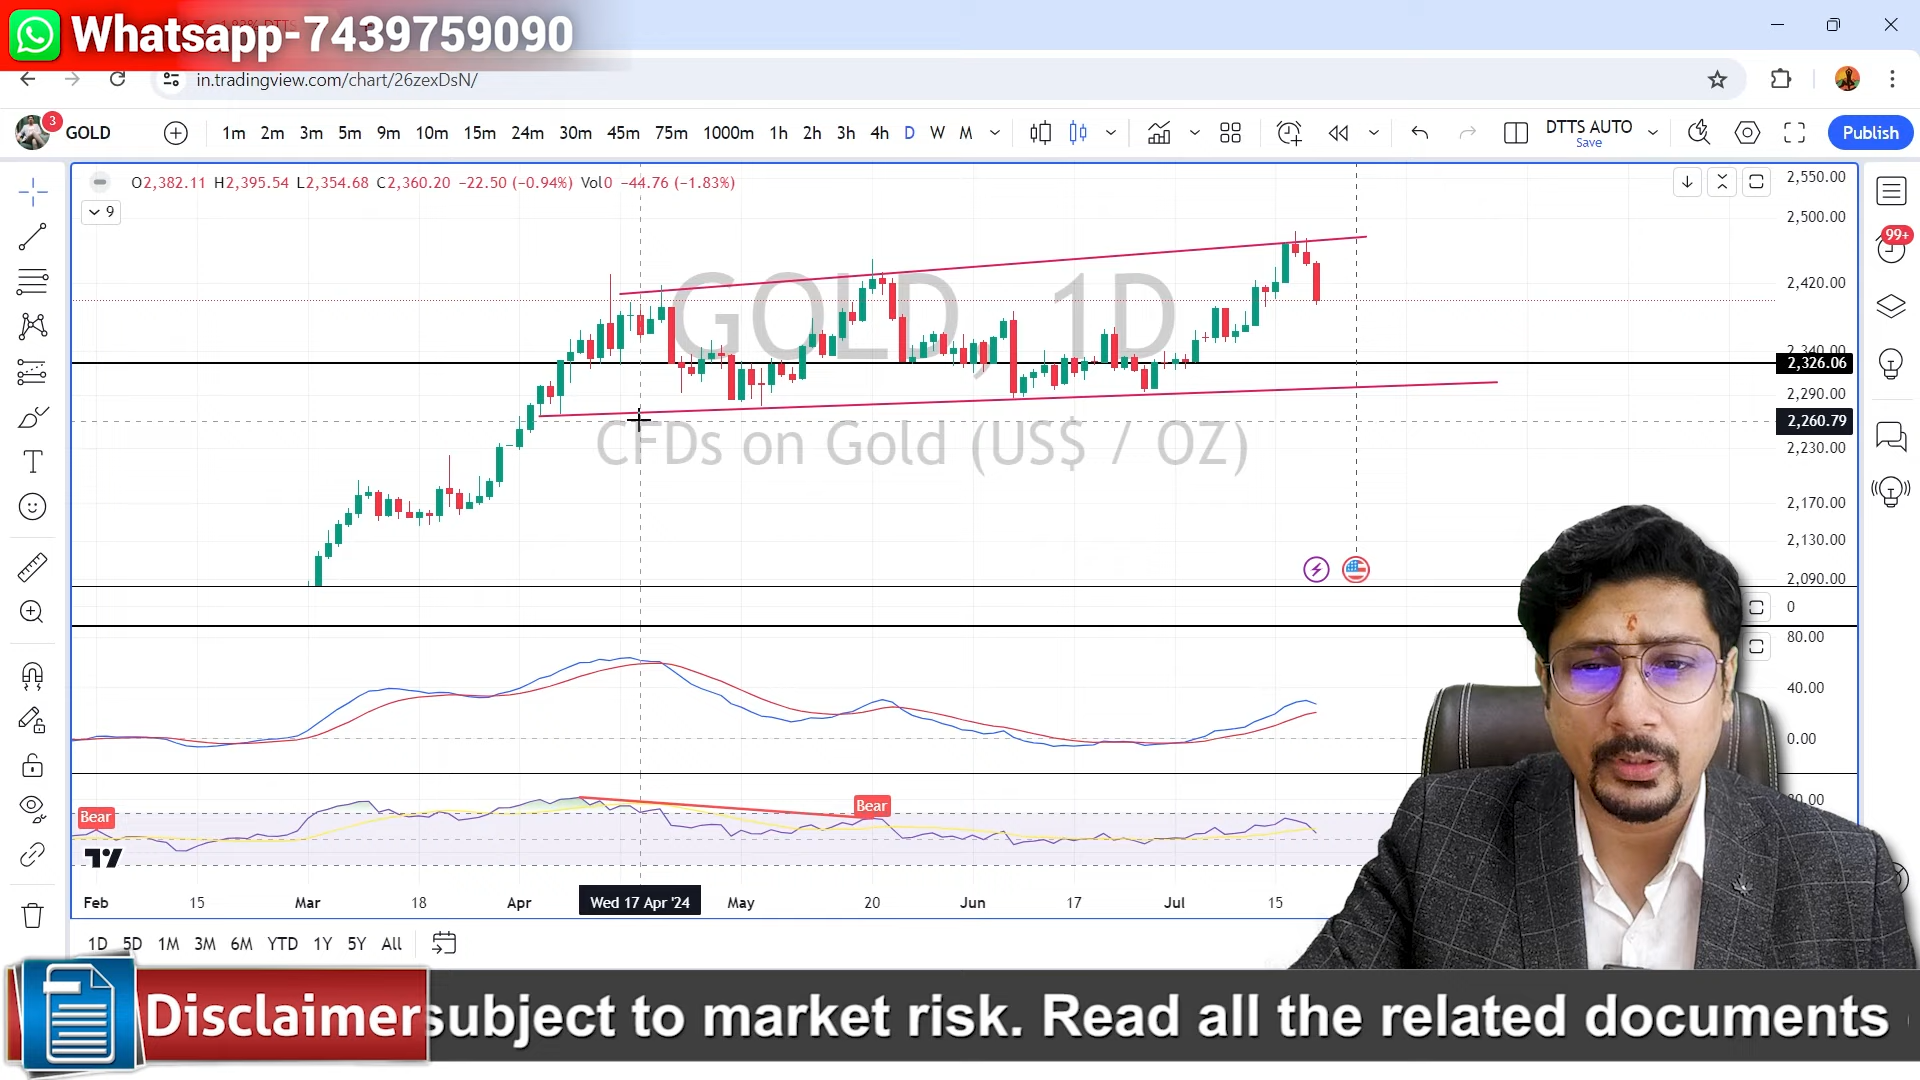 Whatsapp-7439759090
in.tradingview.com/chart/26zexDsN/
3 GOLD 1m 2m 3m 5m 9m 10m 15m 24m 30m 45m 75m 1000m 1h 2h 3h 4h D W M DTTS AUTO Save Publish
O2,382.11 H2,395.54 L2,354.68 C2,360.20 −22.50 (−0.94%) Vol0 −44.76 (−1.83%)
9
GOLD, 1D
CFDs on Gold (US$ / OZ)
2,550.00
2,500.00
99+
2,420.00
2,340.00
2,326.06
2,290.00
2,260.79
2,230.00
2,170.00
2,130.00
2,090.00
0
80.00
40.00
0.00
Bear
Bear
Feb 15 Mar 18 Apr Wed 17 Apr '24 May 20 Jun 17 Jul 15
1D 5D 1M 3M 6M YTD 1Y 5Y All
Disclaimer subject to market risk. Read all the related documents